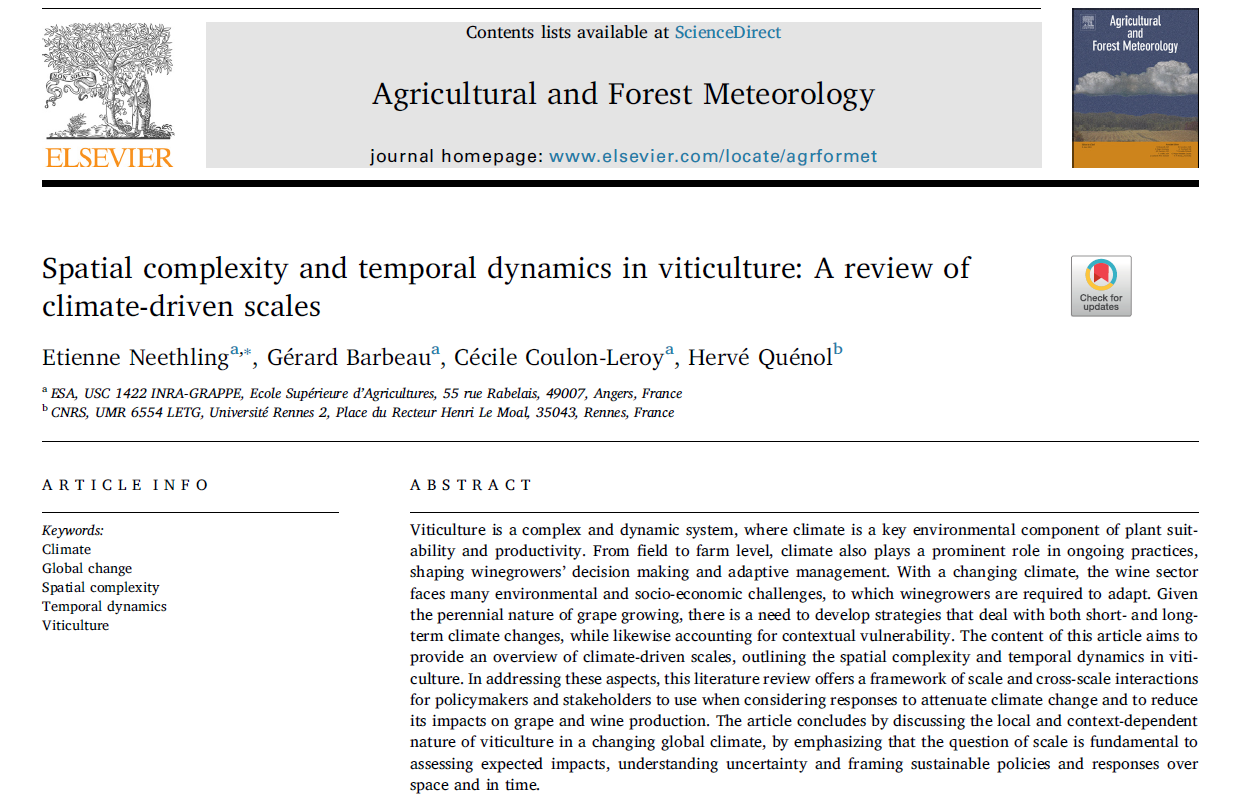 Contents lists available at ScienceDirect
Agricultural and Forest Meteorology
journal homepage: www.elsevier.com/locate/agrformet
ELSEVIER
Agricultural
and
Forest Meteorology
Spatial complexity and temporal dynamics in viticulture: A review of
climate-driven scales
Check for
updates
Etienne Neethlingᵃ,*, Gérard Barbeauᵃ, Cécile Coulon-Leroyᵃ, Hervé Quénolᵇ
ᵃ ESA, USC 1422 INRA-GRAPPE, Ecole Supérieure d'Agricultures, 55 rue Rabelais, 49007, Angers, France
ᵇ CNRS, UMR 6554 LETG, Université Rennes 2, Place du Recteur Henri Le Moal, 35043, Rennes, France
ARTICLE INFO
Keywords:
Climate
Global change
Spatial complexity
Temporal dynamics
Viticulture
ABSTRACT
Viticulture is a complex and dynamic system, where climate is a key environmental component of plant suit-
ability and productivity. From field to farm level, climate also plays a prominent role in ongoing practices,
shaping winegrowers' decision making and adaptive management. With a changing climate, the wine sector
faces many environmental and socio-economic challenges, to which winegrowers are required to adapt. Given
the perennial nature of grape growing, there is a need to develop strategies that deal with both short- and long-
term climate changes, while likewise accounting for contextual vulnerability. The content of this article aims to
provide an overview of climate-driven scales, outlining the spatial complexity and temporal dynamics in viti-
culture. In addressing these aspects, this literature review offers a framework of scale and cross-scale interactions
for policymakers and stakeholders to use when considering responses to attenuate climate change and to reduce
its impacts on grape and wine production. The article concludes by discussing the local and context-dependent
nature of viticulture in a changing global climate, by emphasizing that the question of scale is fundamental to
assessing expected impacts, understanding uncertainty and framing sustainable policies and responses over
space and in time.